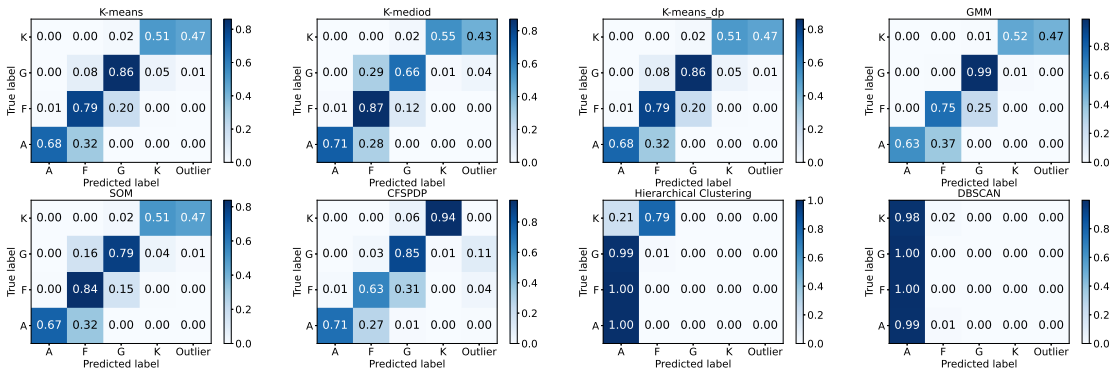 K-means
K 0.00 0.00 0.02 0.51 0.47
G 0.00 0.08 0.86 0.05 0.01
F 0.01 0.79 0.20 0.00 0.00
A 0.68 0.32 0.00 0.00 0.00
A F G K Outlier
Predicted label
True label
0.8
0.6
0.4
0.2
0.0
K-mediod
K 0.00 0.00 0.02 0.55 0.43
G 0.00 0.29 0.66 0.01 0.04
F 0.01 0.87 0.12 0.00 0.00
A 0.71 0.28 0.00 0.00 0.00
A F G K Outlier
Predicted label
True label
0.8
0.6
0.4
0.2
0.0
K-means_dp
K 0.00 0.00 0.02 0.51 0.47
G 0.00 0.08 0.86 0.05 0.01
F 0.01 0.79 0.20 0.00 0.00
A 0.68 0.32 0.00 0.00 0.00
A F G K Outlier
Predicted label
True label
0.8
0.6
0.4
0.2
0.0
GMM
K 0.00 0.00 0.01 0.52 0.47
G 0.00 0.00 0.99 0.01 0.00
F 0.00 0.75 0.25 0.00 0.00
A 0.63 0.37 0.00 0.00 0.00
A F G K Outlier
Predicted label
True label
0.8
0.6
0.4
0.2
0.0
SOM
K 0.00 0.00 0.02 0.51 0.47
G 0.00 0.16 0.79 0.04 0.01
F 0.00 0.84 0.15 0.00 0.00
A 0.67 0.32 0.00 0.00 0.00
A F G K Outlier
Predicted label
True label
0.8
0.6
0.4
0.2
0.0
CFSPDP
K 0.00 0.00 0.06 0.94 0.00
G 0.00 0.03 0.85 0.00 0.11
F 0.01 0.63 0.31 0.00 0.04
A 0.71 0.27 0.01 0.00 0.00
A F G K Outlier
Predicted label
True label
0.8
0.6
0.4
0.2
0.0
Hierarchical Clustering
K 0.21 0.79 0.00 0.00 0.00
G 0.99 0.01 0.00 0.00 0.00
F 1.00 0.00 0.00 0.00 0.00
A 1.00 0.00 0.00 0.00 0.00
A F G K Outlier
Predicted label
True label
1.0
0.8
0.6
0.4
0.2
0.0
DBSCAN
K 0.98 0.02 0.00 0.00 0.00
G 1.00 0.00 0.00 0.00 0.00
F 1.00 0.00 0.00 0.00 0.00
A 0.99 0.01 0.00 0.00 0.00
A F G K Outlier
Predicted label
True label
0.8
0.6
0.4
0.2
0.0